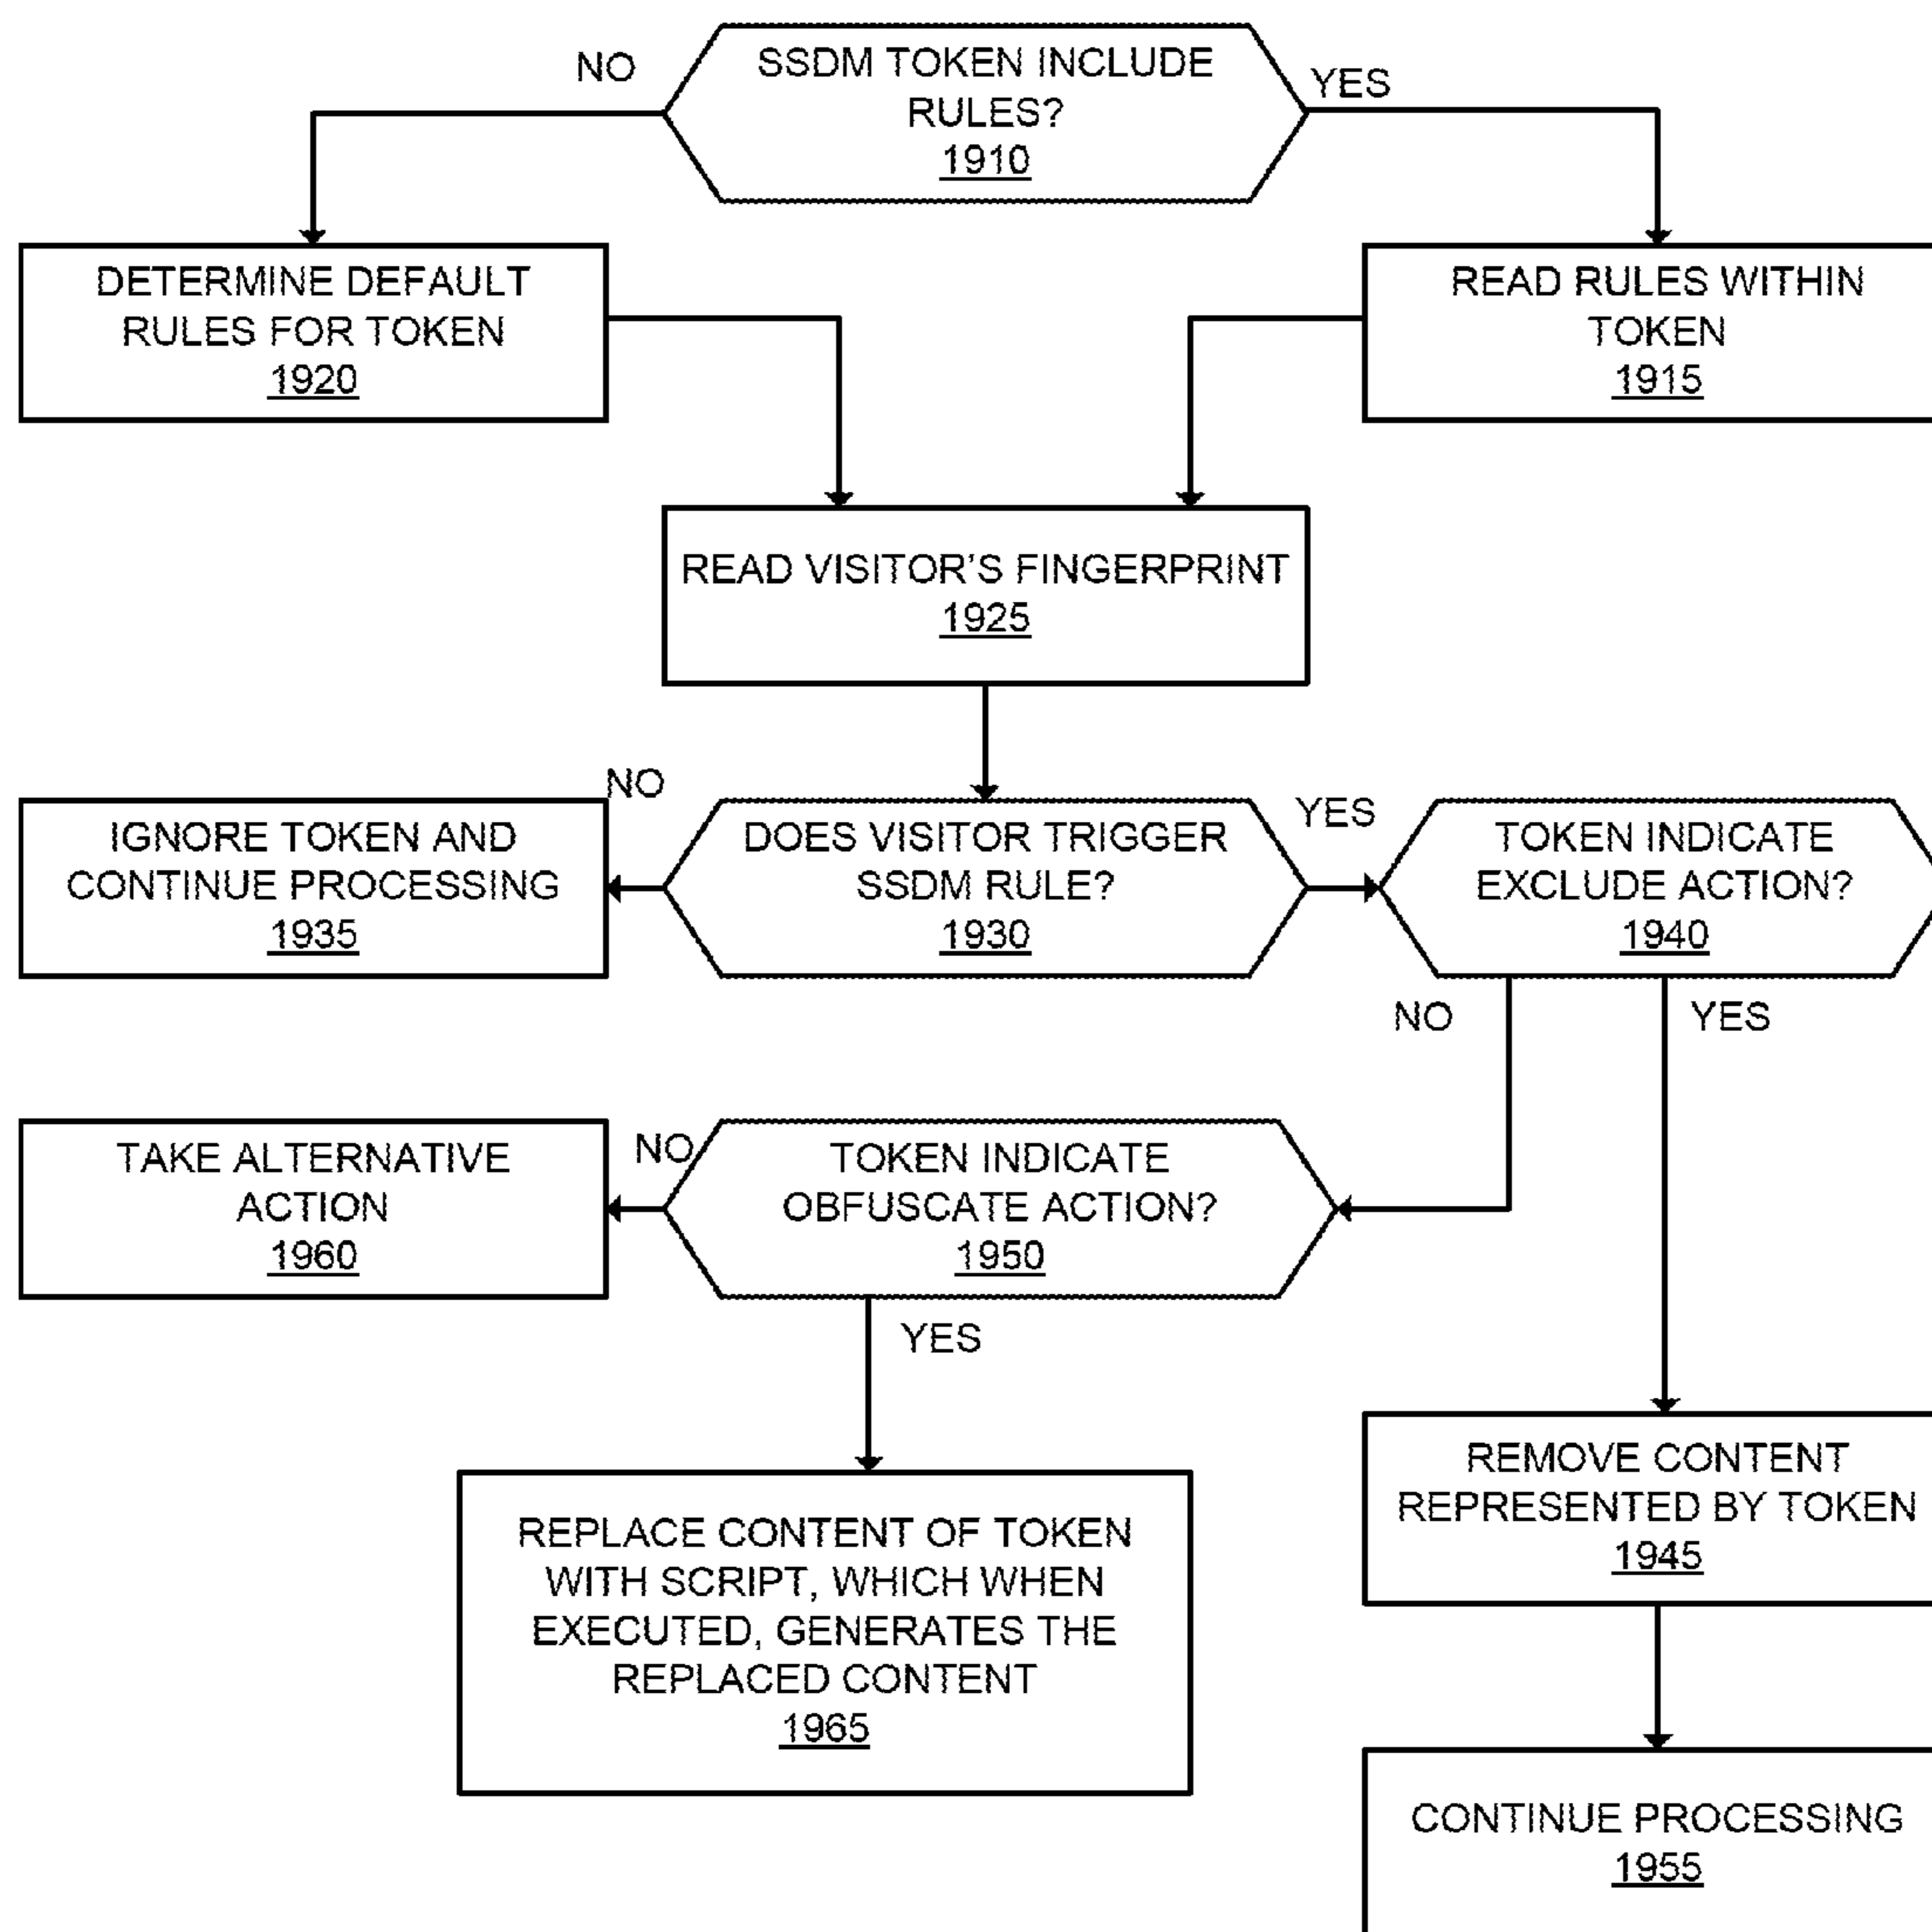 NO
SSDM TOKEN INCLUDE
RULES?
1910
YES
DETERMINE DEFAULT
RULES FOR TOKEN
1920
READ RULES WITHIN
TOKEN
1915
READ VISITOR'S FINGERPRINT
1925
IGNORE TOKEN AND
CONTINUE PROCESSING
1935
NO
DOES VISITOR TRIGGER
SSDM RULE?
1930
YES
TOKEN INDICATE
EXCLUDE ACTION?
1940
NO
YES
TAKE ALTERNATIVE
ACTION
1960
NO
TOKEN INDICATE
OBFUSCATE ACTION?
1950
YES
REPLACE CONTENT OF TOKEN
WITH SCRIPT, WHICH WHEN
EXECUTED, GENERATES THE
REPLACED CONTENT
1965
REMOVE CONTENT
REPRESENTED BY TOKEN
1945
CONTINUE PROCESSING
1955